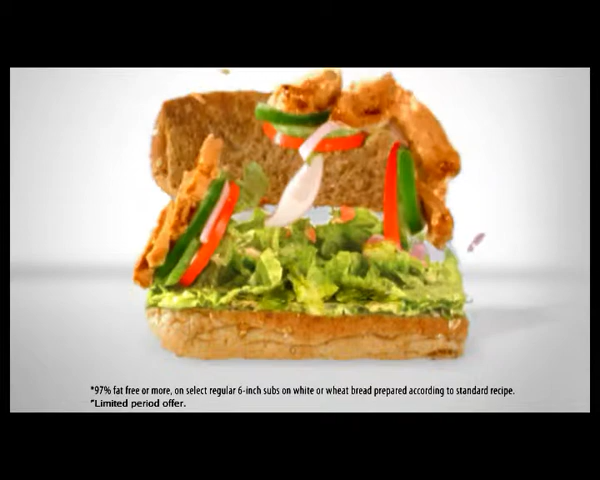 *97% fat free or more, on select regular 6-inch subs on white or wheat bread prepared according to standard recipe.
"Limited period offer.